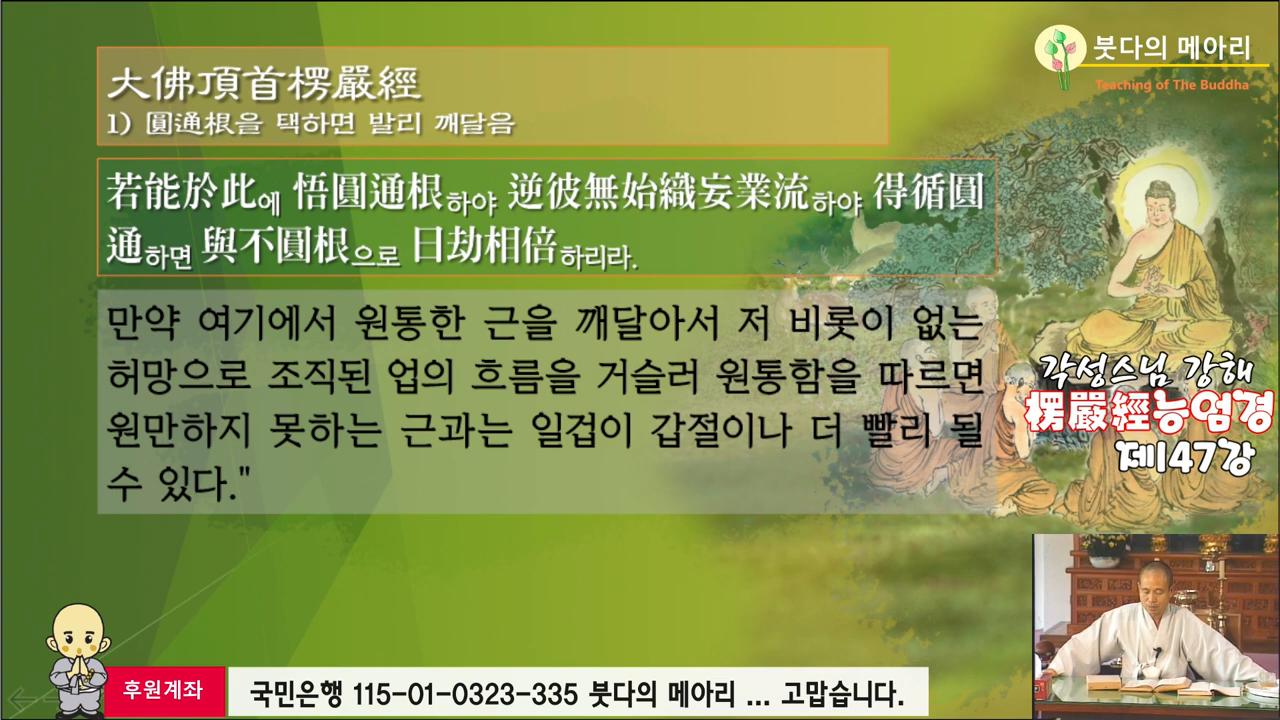 大佛頂首楞嚴經
1) 圓通根을 택하면 발리 깨달음
若能於此에 悟圓通根하야 逆彼無始織妄業流하야 得循圓
通하면 與不圓根으로 日劫相倍하리라.
만약 여기에서 원통한 근을 깨달아서 저 비롯이 없는
허망으로 조직된 업의 흐름을 거슬러 원통함을 따르면
원만하지 못하는 근과는 일겁이 갑절이나 더 빨리 될
수 있다."
붓다의 메아리
Teaching of The Buddha
각성스님 강해
楞嚴經능엄경
제147강
후원계좌
국민은행 115-01-0323-335 붓다의 메아리 ... 고맙습니다.